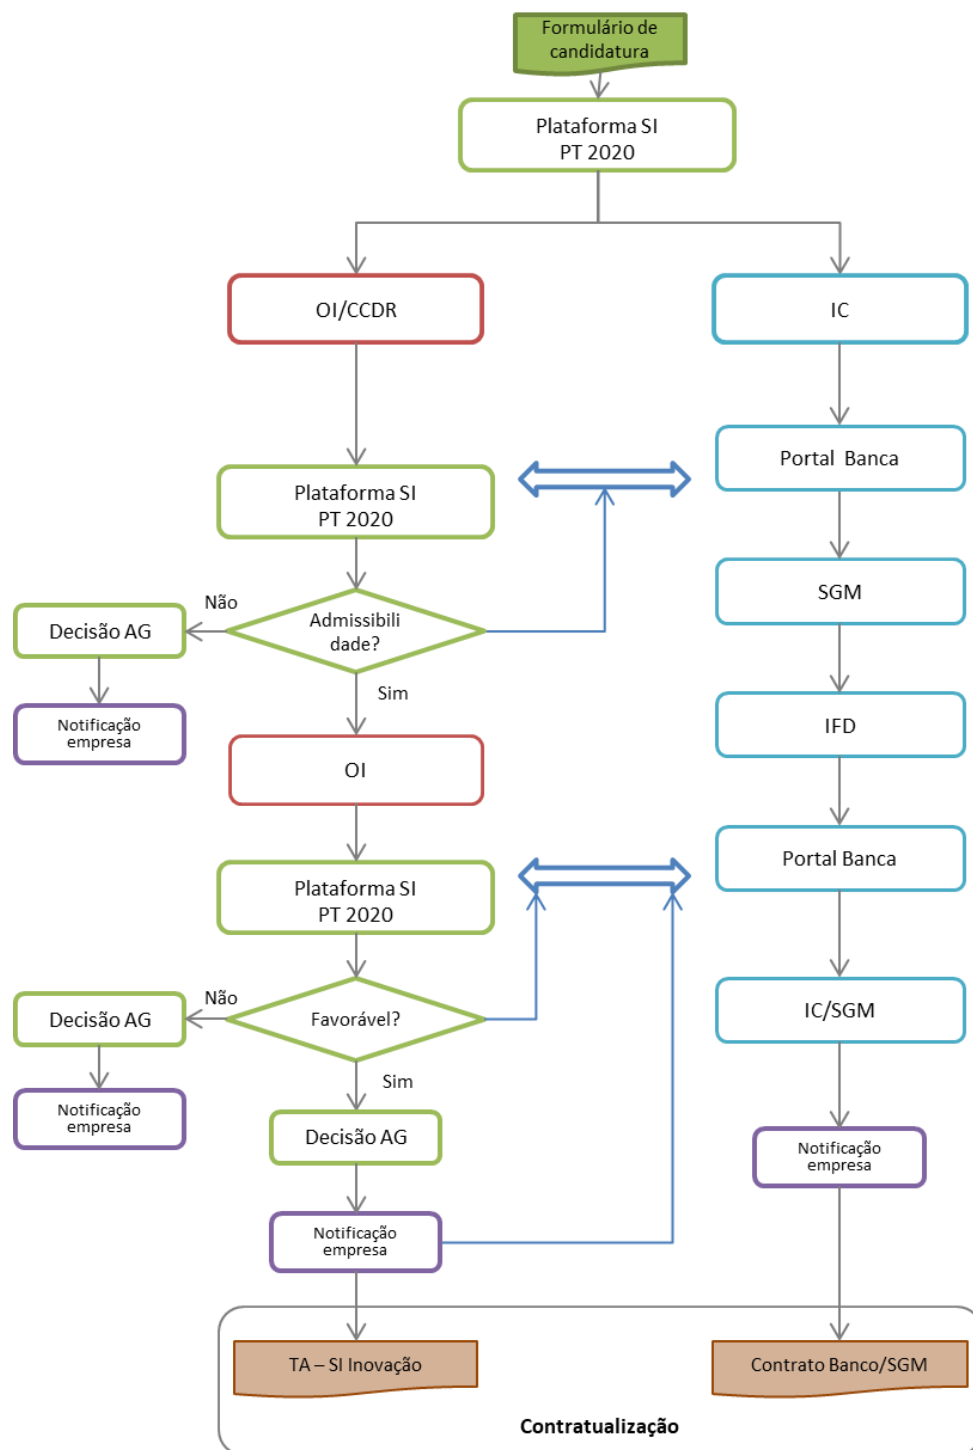 Formulário de
candidatura
Plataforma SI
PT 2020
OI/CCDR
IC
Portal Banca
Plataforma SI
PT 2020
SGM
Não
Admissibili
dade?
Decisão AG
Sim
Notificação
empresa
IFD
OI
Portal Banca
Plataforma SI
PT 2020
Não
Favorável?
Decisão AG
IC/SGM
Sim
Notificação
empresa
Decisão AG
Notificação
empresa
Notificação
empresa
TA – SI Inovação
Contrato Banco/SGM
Contratualização